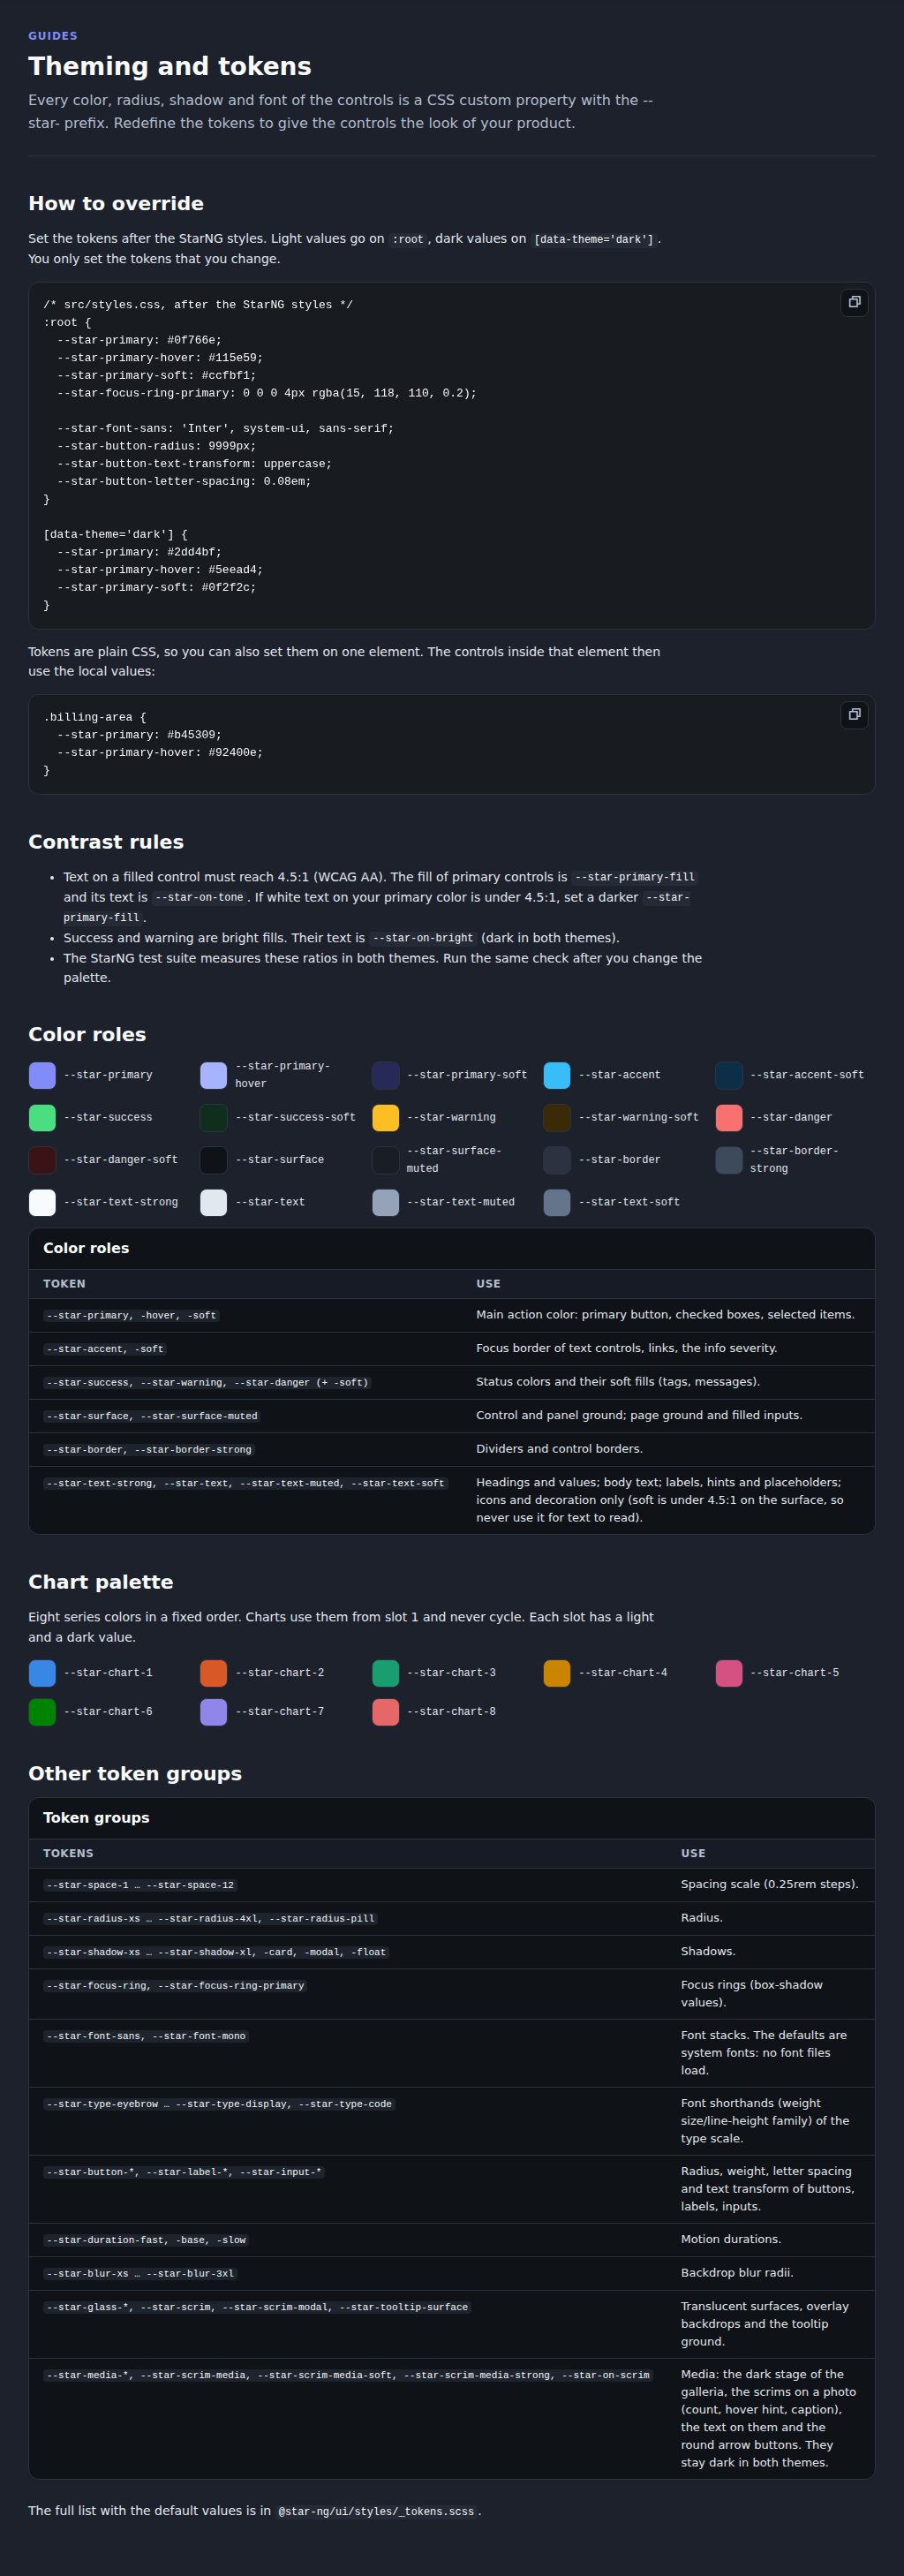 GUIDES
Theming and tokens
Every color, radius, shadow and font of the controls is a CSS custom property with the --
star- prefix. Redefine the tokens to give the controls the look of your product.
How to override
Set the tokens after the StarNG styles. Light values go on :root, dark values on [data-theme='dark'].
You only set the tokens that you change.
/* src/styles.css, after the StarNG styles */
:root {
  --star-primary: #0f766e;
  --star-primary-hover: #115e59;
  --star-primary-soft: #ccfbf1;
  --star-focus-ring-primary: 0 0 0 4px rgba(15, 118, 110, 0.2);
  --star-font-sans: 'Inter', system-ui, sans-serif;
  --star-button-radius: 9999px;
  --star-button-text-transform: uppercase;
  --star-button-letter-spacing: 0.08em;
}
[data-theme='dark'] {
  --star-primary: #2dd4bf;
  --star-primary-hover: #5eead4;
  --star-primary-soft: #0f2f2c;
}
Tokens are plain CSS, so you can also set them on one element. The controls inside that element then
use the local values:
.billing-area {
  --star-primary: #b45309;
  --star-primary-hover: #92400e;
}
Contrast rules
• Text on a filled control must reach 4.5:1 (WCAG AA). The fill of primary controls is --star-primary-fill
and its text is --star-on-tone. If white text on your primary color is under 4.5:1, set a darker --star-
primary-fill.
• Success and warning are bright fills. Their text is --star-on-bright (dark in both themes).
• The StarNG test suite measures these ratios in both themes. Run the same check after you change the
palette.
Color roles
--star-primary
--star-primary-
hover
--star-primary-soft
--star-accent
--star-accent-soft
--star-success
--star-success-soft
--star-warning
--star-warning-soft
--star-danger
--star-danger-soft
--star-surface
--star-surface-
muted
--star-border
--star-border-
strong
--star-text-strong
--star-text
--star-text-muted
--star-text-soft
Color roles
TOKEN USE
--star-primary, -hover, -soft Main action color: primary button, checked boxes, selected items.
--star-accent, -soft Focus border of text controls, links, the info severity.
--star-success, --star-warning, --star-danger (+ -soft) Status colors and their soft fills (tags, messages).
--star-surface, --star-surface-muted Control and panel ground; page ground and filled inputs.
--star-border, --star-border-strong Dividers and control borders.
--star-text-strong, --star-text, --star-text-muted, --star-text-soft Headings and values; body text; labels, hints and placeholders;
icons and decoration only (soft is under 4.5:1 on the surface, so
never use it for text to read).
Chart palette
Eight series colors in a fixed order. Charts use them from slot 1 and never cycle. Each slot has a light
and a dark value.
--star-chart-1
--star-chart-2
--star-chart-3
--star-chart-4
--star-chart-5
--star-chart-6
--star-chart-7
--star-chart-8
Other token groups
Token groups
TOKENS USE
--star-space-1 … --star-space-12 Spacing scale (0.25rem steps).
--star-radius-xs … --star-radius-4xl, --star-radius-pill Radius.
--star-shadow-xs … --star-shadow-xl, -card, -modal, -float Shadows.
--star-focus-ring, --star-focus-ring-primary Focus rings (box-shadow
values).
--star-font-sans, --star-font-mono Font stacks. The defaults are
system fonts: no font files
load.
--star-type-eyebrow … --star-type-display, --star-type-code Font shorthands (weight
size/line-height family) of the
type scale.
--star-button-*, --star-label-*, --star-input-* Radius, weight, letter spacing
and text transform of buttons,
labels, inputs.
--star-duration-fast, -base, -slow Motion durations.
--star-blur-xs … --star-blur-3xl Backdrop blur radii.
--star-glass-*, --star-scrim, --star-scrim-modal, --star-tooltip-surface Translucent surfaces, overlay
backdrops and the tooltip
ground.
--star-media-*, --star-scrim-media, --star-scrim-media-soft, --star-scrim-media-strong, --star-on-scrim Media: the dark stage of the
galleria, the scrims on a photo
(count, hover hint, caption),
the text on them and the
round arrow buttons. They
stay dark in both themes.
The full list with the default values is in @star-ng/ui/styles/_tokens.scss.